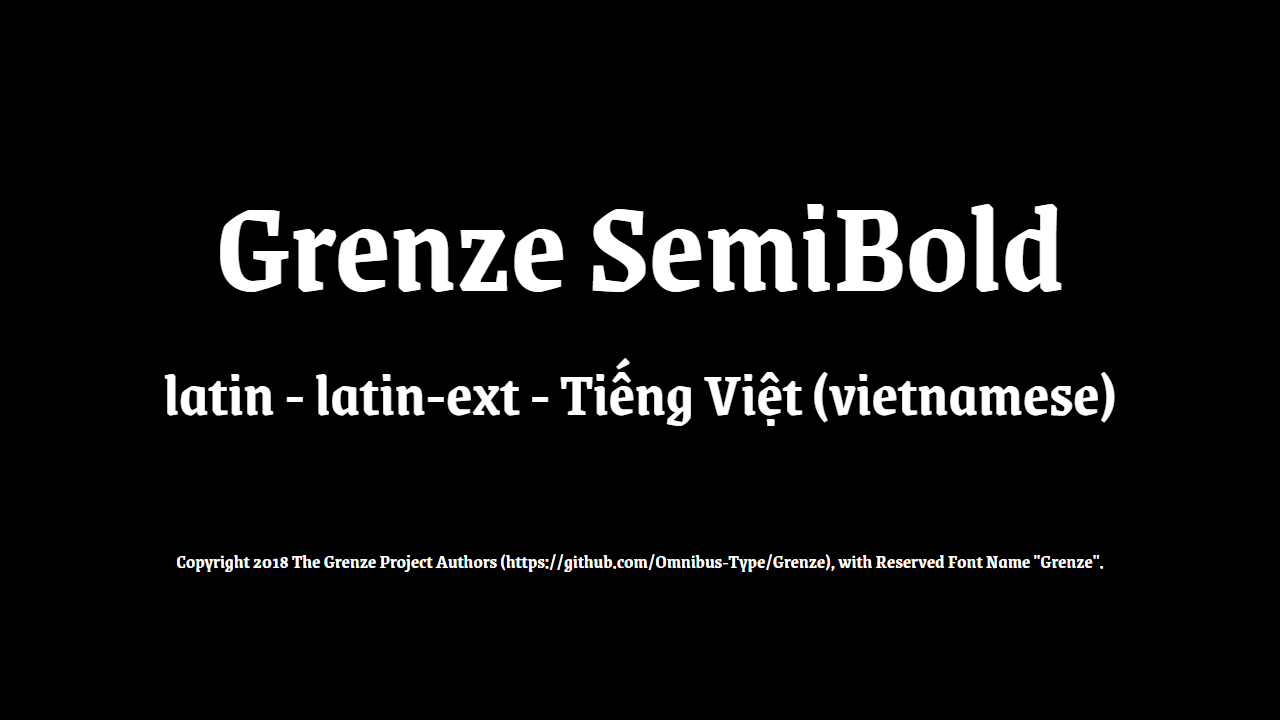 Grenze SemiBold
latin - latin-ext - Tiếng Việt (vietnamese)
Copyright 2018 The Grenze Project Authors (https://github.com/Omnibus-Type/Grenze), with Reserved Font Name "Grenze".